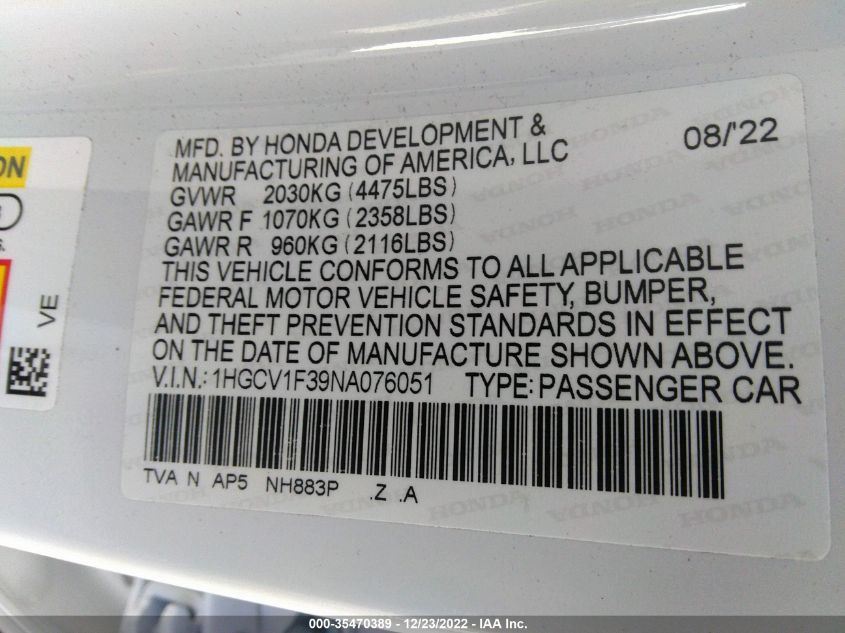 MFD. BY HONDA DEVELOPMENT & 
MANUFACTURING OF AMERICA, LLC 08/'22
GVWR 2030KG (4475LBS)
GAWR F 1070KG (2358LBS)
GAWR R 960KG (2116LBS)
THIS VEHICLE CONFORMS TO ALL APPLICABLE
FEDERAL MOTOR VEHICLE SAFETY, BUMPER,
AND THEFT PREVENTION STANDARDS IN EFFECT
ON THE DATE OF MANUFACTURE SHOWN ABOVE.
V.I.N.: 1HGCV1F39NA076051 TYPE: PASSENGER CAR
TVA N AP5 NH883P .Z .A
VE
000-35470389 - 12/23/2022 - IAA Inc.